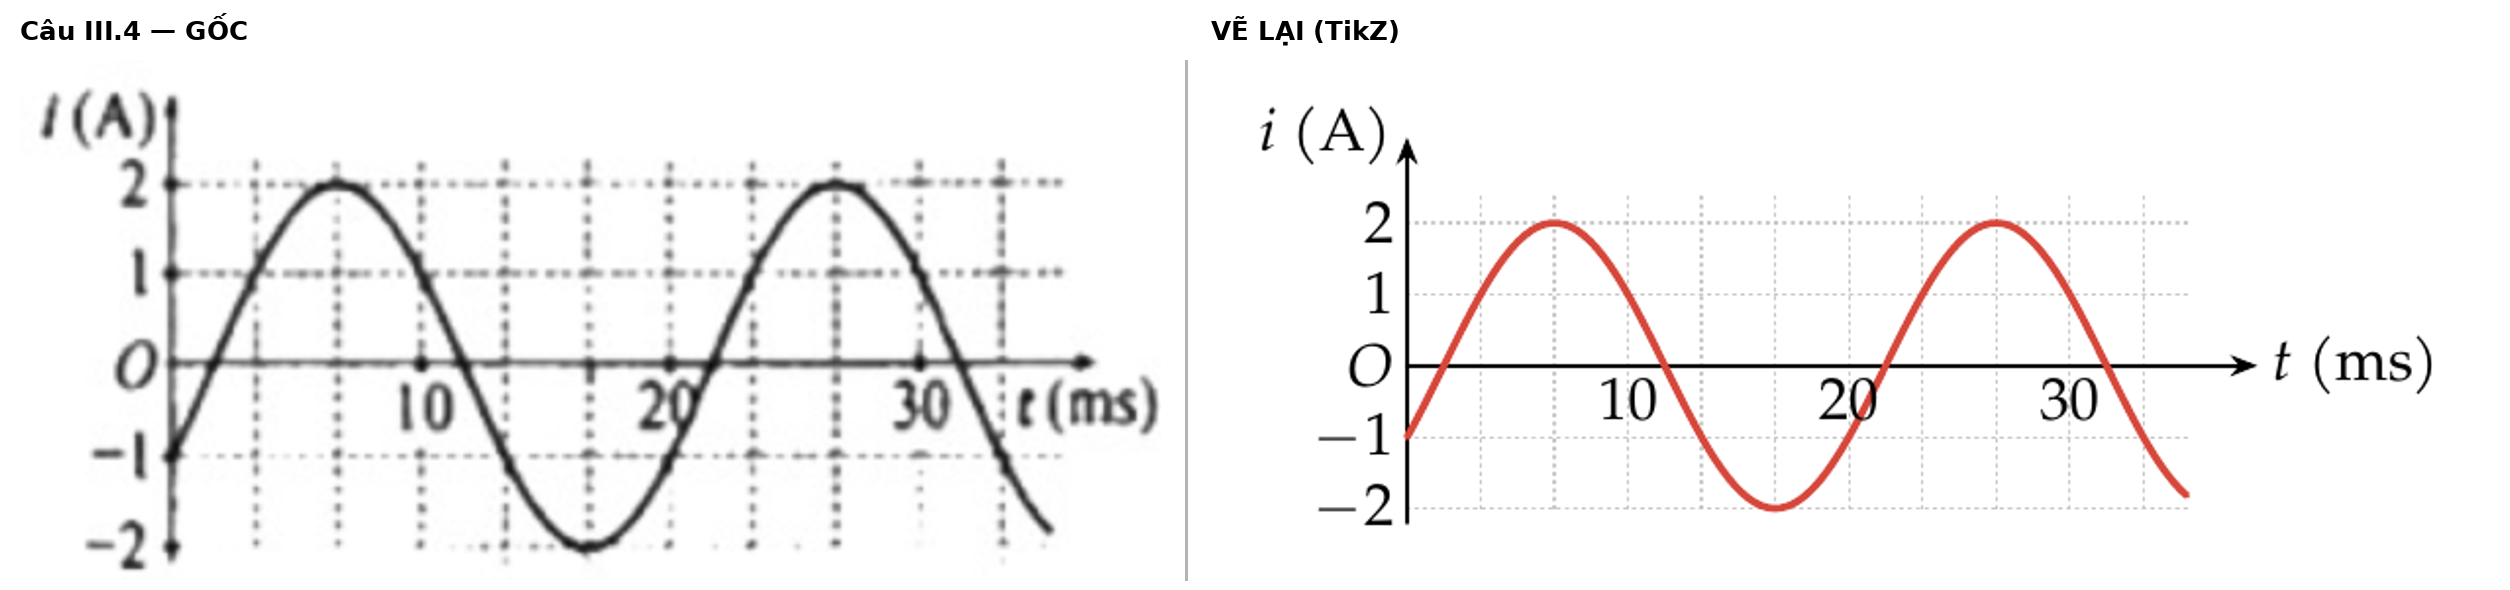 Câu III.4 — GỐC
I (A)
2
1
O
10
20
30
t (ms)
−1
−2
VẼ LẠI (TikZ)
i (A)
2
1
O
t (ms)
10
20
30
−1
−2